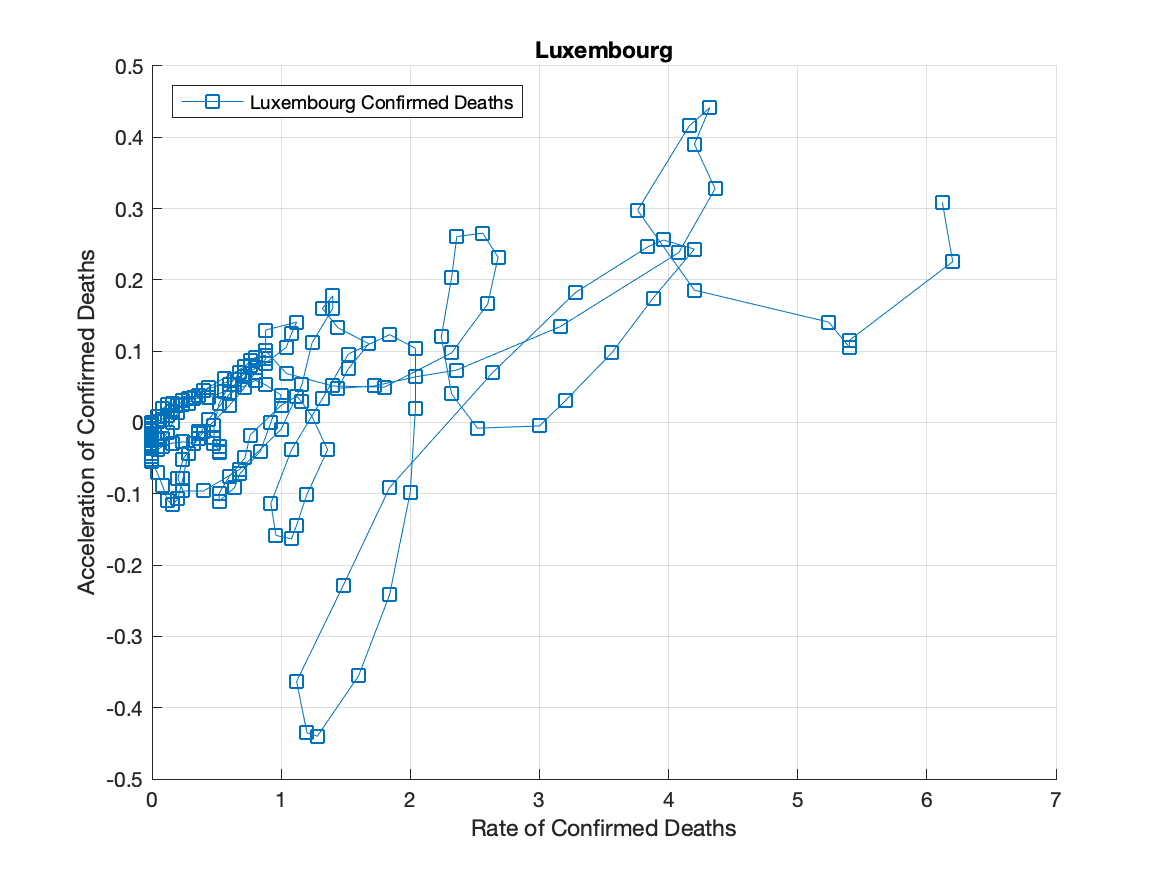 Luxembourg
Luxembourg Confirmed Deaths
0.5
0.4
0.3
0.2
0.1
0
-0.1
-0.2
-0.3
-0.4
-0.5
Acceleration of Confirmed Deaths
0 1 2 3 4 5 6 7
Rate of Confirmed Deaths